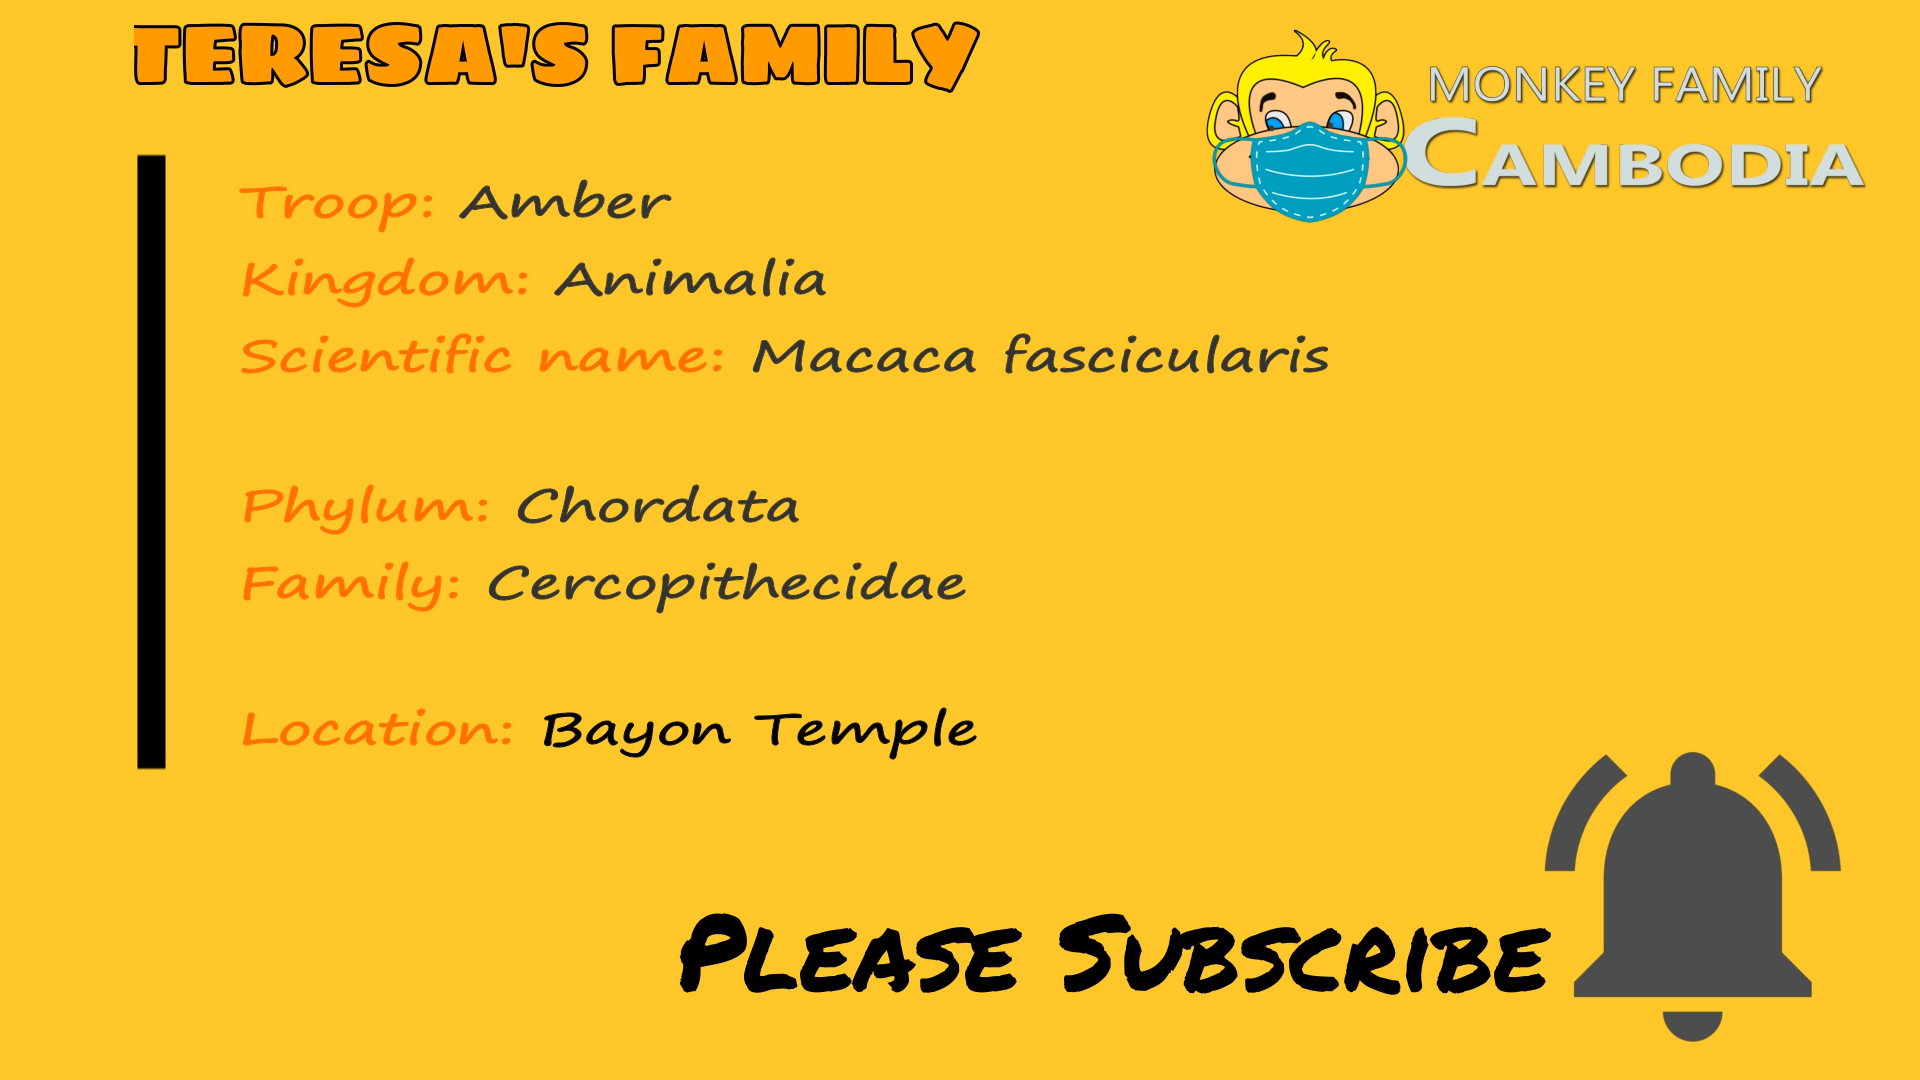 TERESA'S FAMILY
MONKEY FAMILY
CAMBODIA
Troop: Amber
Kingdom: Animalia
Scientific name: Macaca fascicularis
Phylum: Chordata
Family: Cercopithecidae
Location: Bayon Temple
PLEASE SUBSCRIBE